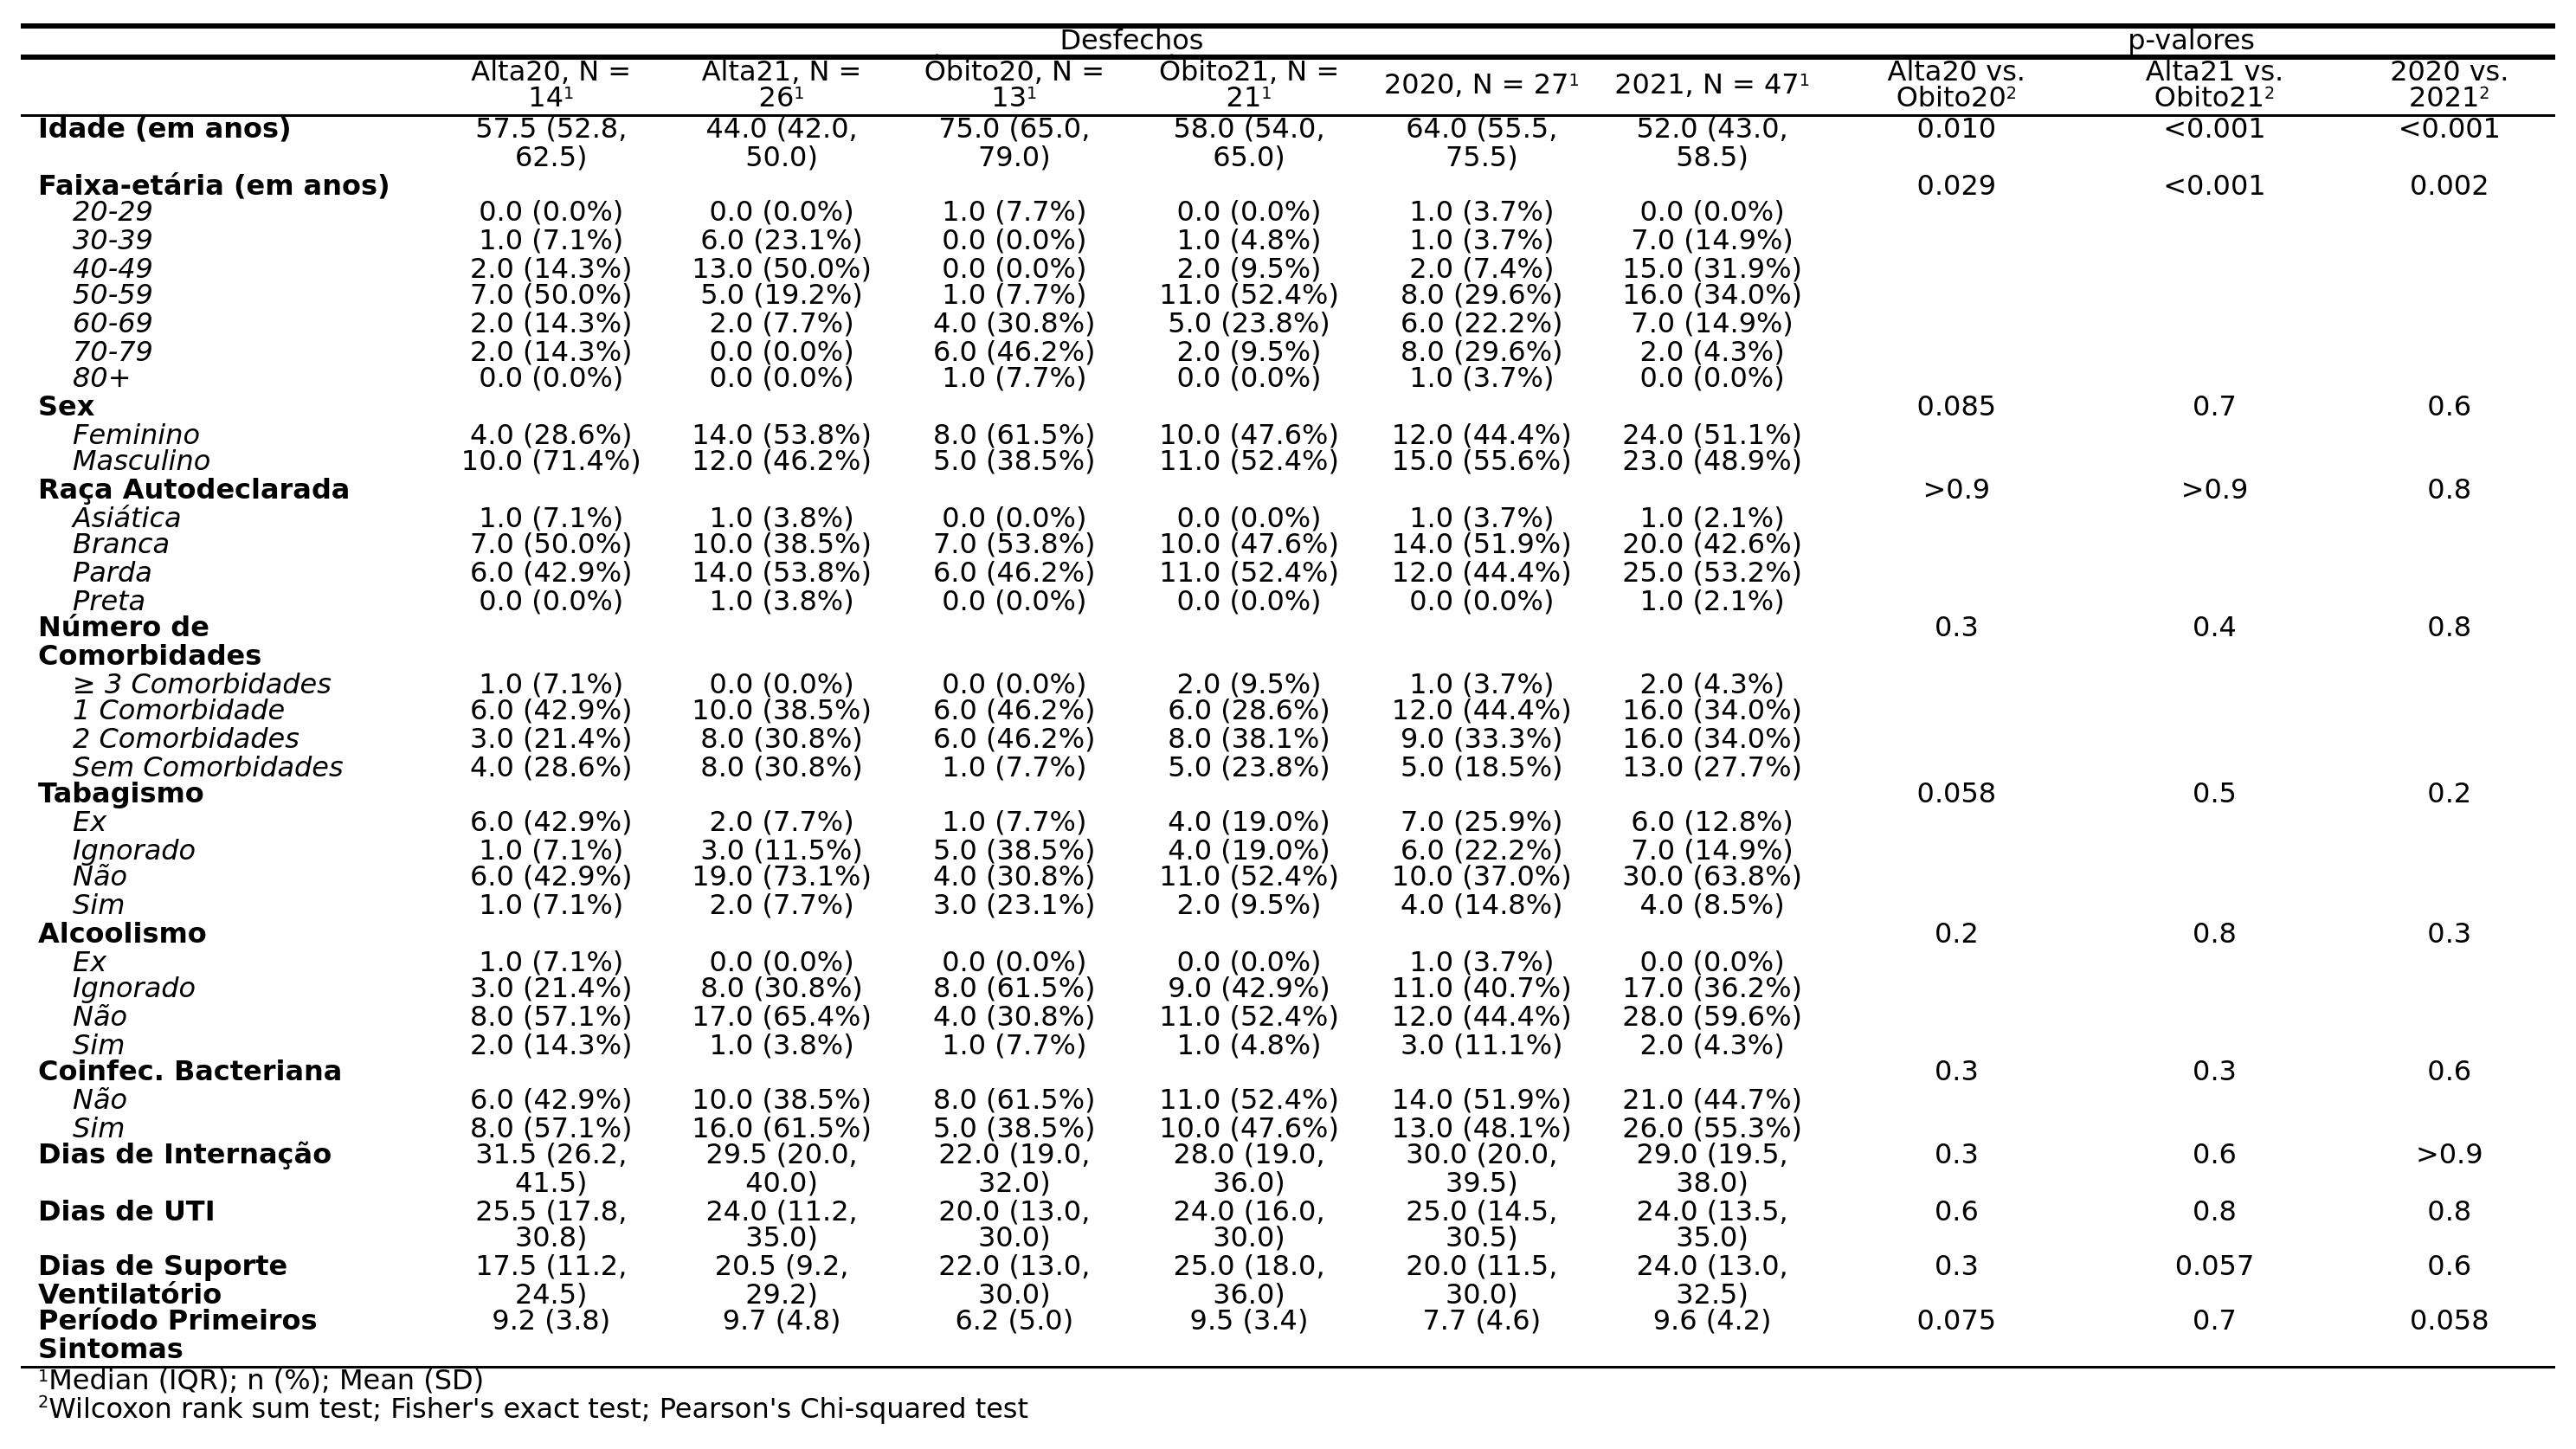 Desfechos p-valores
Alta20, N = Alta21, N = Obito20, N = Obito21, N = 2020, N = 27¹ 2021, N = 47¹ Alta20 vs. Alta21 vs. 2020 vs.
14¹ 26¹ 13¹ 21¹ Obito20² Obito21² 2021²
Idade (em anos) 57.5 (52.8, 44.0 (42.0, 75.0 (65.0, 58.0 (54.0, 64.0 (55.5, 52.0 (43.0, 0.010 <0.001 <0.001
62.5) 50.0) 79.0) 65.0) 75.5) 58.5)
Faixa-etária (em anos) 0.029 <0.001 0.002
20-29 0.0 (0.0%) 0.0 (0.0%) 1.0 (7.7%) 0.0 (0.0%) 1.0 (3.7%) 0.0 (0.0%)
30-39 1.0 (7.1%) 6.0 (23.1%) 0.0 (0.0%) 1.0 (4.8%) 1.0 (3.7%) 7.0 (14.9%)
40-49 2.0 (14.3%) 13.0 (50.0%) 0.0 (0.0%) 2.0 (9.5%) 2.0 (7.4%) 15.0 (31.9%)
50-59 7.0 (50.0%) 5.0 (19.2%) 1.0 (7.7%) 11.0 (52.4%) 8.0 (29.6%) 16.0 (34.0%)
60-69 2.0 (14.3%) 2.0 (7.7%) 4.0 (30.8%) 5.0 (23.8%) 6.0 (22.2%) 7.0 (14.9%)
70-79 2.0 (14.3%) 0.0 (0.0%) 6.0 (46.2%) 2.0 (9.5%) 8.0 (29.6%) 2.0 (4.3%)
80+ 0.0 (0.0%) 0.0 (0.0%) 1.0 (7.7%) 0.0 (0.0%) 1.0 (3.7%) 0.0 (0.0%)
Sex 0.085 0.7 0.6
Feminino 4.0 (28.6%) 14.0 (53.8%) 8.0 (61.5%) 10.0 (47.6%) 12.0 (44.4%) 24.0 (51.1%)
Masculino 10.0 (71.4%) 12.0 (46.2%) 5.0 (38.5%) 11.0 (52.4%) 15.0 (55.6%) 23.0 (48.9%)
Raça Autodeclarada >0.9 >0.9 0.8
Asiática 1.0 (7.1%) 1.0 (3.8%) 0.0 (0.0%) 0.0 (0.0%) 1.0 (3.7%) 1.0 (2.1%)
Branca 7.0 (50.0%) 10.0 (38.5%) 7.0 (53.8%) 10.0 (47.6%) 14.0 (51.9%) 20.0 (42.6%)
Parda 6.0 (42.9%) 14.0 (53.8%) 6.0 (46.2%) 11.0 (52.4%) 12.0 (44.4%) 25.0 (53.2%)
Preta 0.0 (0.0%) 1.0 (3.8%) 0.0 (0.0%) 0.0 (0.0%) 0.0 (0.0%) 1.0 (2.1%)
Número de 0.3 0.4 0.8
Comorbidades
≥ 3 Comorbidades 1.0 (7.1%) 0.0 (0.0%) 0.0 (0.0%) 2.0 (9.5%) 1.0 (3.7%) 2.0 (4.3%)
1 Comorbidade 6.0 (42.9%) 10.0 (38.5%) 6.0 (46.2%) 6.0 (28.6%) 12.0 (44.4%) 16.0 (34.0%)
2 Comorbidades 3.0 (21.4%) 8.0 (30.8%) 6.0 (46.2%) 8.0 (38.1%) 9.0 (33.3%) 16.0 (34.0%)
Sem Comorbidades 4.0 (28.6%) 8.0 (30.8%) 1.0 (7.7%) 5.0 (23.8%) 5.0 (18.5%) 13.0 (27.7%)
Tabagismo 0.058 0.5 0.2
Ex 6.0 (42.9%) 2.0 (7.7%) 1.0 (7.7%) 4.0 (19.0%) 7.0 (25.9%) 6.0 (12.8%)
Ignorado 1.0 (7.1%) 3.0 (11.5%) 5.0 (38.5%) 4.0 (19.0%) 6.0 (22.2%) 7.0 (14.9%)
Não 6.0 (42.9%) 19.0 (73.1%) 4.0 (30.8%) 11.0 (52.4%) 10.0 (37.0%) 30.0 (63.8%)
Sim 1.0 (7.1%) 2.0 (7.7%) 3.0 (23.1%) 2.0 (9.5%) 4.0 (14.8%) 4.0 (8.5%)
Alcoolismo 0.2 0.8 0.3
Ex 1.0 (7.1%) 0.0 (0.0%) 0.0 (0.0%) 0.0 (0.0%) 1.0 (3.7%) 0.0 (0.0%)
Ignorado 3.0 (21.4%) 8.0 (30.8%) 8.0 (61.5%) 9.0 (42.9%) 11.0 (40.7%) 17.0 (36.2%)
Não 8.0 (57.1%) 17.0 (65.4%) 4.0 (30.8%) 11.0 (52.4%) 12.0 (44.4%) 28.0 (59.6%)
Sim 2.0 (14.3%) 1.0 (3.8%) 1.0 (7.7%) 1.0 (4.8%) 3.0 (11.1%) 2.0 (4.3%)
Coinfec. Bacteriana 0.3 0.3 0.6
Não 6.0 (42.9%) 10.0 (38.5%) 8.0 (61.5%) 11.0 (52.4%) 14.0 (51.9%) 21.0 (44.7%)
Sim 8.0 (57.1%) 16.0 (61.5%) 5.0 (38.5%) 10.0 (47.6%) 13.0 (48.1%) 26.0 (55.3%)
Dias de Internação 31.5 (26.2, 29.5 (20.0, 22.0 (19.0, 28.0 (19.0, 30.0 (20.0, 29.0 (19.5, 0.3 0.6 >0.9
41.5) 40.0) 32.0) 36.0) 39.5) 38.0)
Dias de UTI 25.5 (17.8, 24.0 (11.2, 20.0 (13.0, 24.0 (16.0, 25.0 (14.5, 24.0 (13.5, 0.6 0.8 0.8
30.8) 35.0) 30.0) 30.0) 30.5) 35.0)
Dias de Suporte 17.5 (11.2, 20.5 (9.2, 22.0 (13.0, 25.0 (18.0, 20.0 (11.5, 24.0 (13.0, 0.3 0.057 0.6
Ventilatório 24.5) 29.2) 30.0) 36.0) 30.0) 32.5)
Período Primeiros 9.2 (3.8) 9.7 (4.8) 6.2 (5.0) 9.5 (3.4) 7.7 (4.6) 9.6 (4.2) 0.075 0.7 0.058
Sintomas
¹Median (IQR); n (%); Mean (SD)
²Wilcoxon rank sum test; Fisher's exact test; Pearson's Chi-squared test